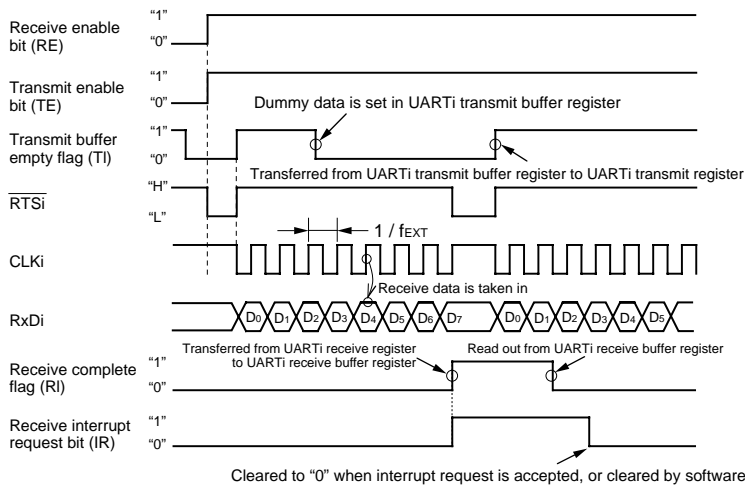 Receive enable
bit (RE)
“1”
“0”
Transmit enable
bit (TE)
“1”
“0”
Dummy data is set in UARTi transmit buffer register
Transmit buffer
empty flag (Tl)
“1”
“0”
Transferred from UARTi transmit buffer register to UARTi transmit register
RTSi
“H”
“L”
1 / fEXT
CLKi
Receive data is taken in
RxDi
D0 D1 D2 D3 D4 D5 D6 D7 D0 D1 D2 D3 D4 D5
Transferred from UARTi receive register
to UARTi receive buffer register
Read out from UARTi receive buffer register
Receive complete
flag (Rl)
“1”
“0”
Receive interrupt
request bit (IR)
“1”
“0”
Cleared to “0” when interrupt request is accepted, or cleared by software